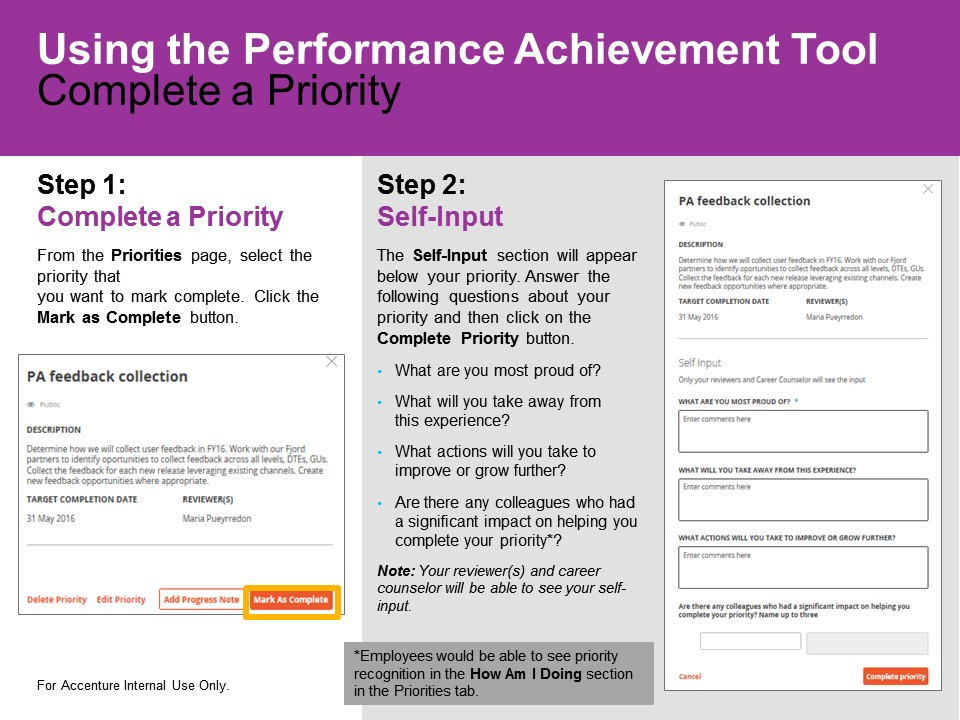 Using the Performance Achievement Tool
Complete a Priority
Step 1:
Complete a Priority
From the Priorities page, select the
priority that
you want to mark complete. Click the
Mark as Complete button.
PA feedback collection
Public
DESCRIPTION
Determine how we will collect user feedback in FY16. Work with our Fjord
partners to identify oportunities to collect feedback across all levels, DTEs, GUs.
Collect the feedback for each new release leveraging existing channels. Create
new feedback opportunities where appropriate.
TARGET COMPLETION DATE REVIEWER(S)
31 May 2016 Maria Pueyrredon
Delete Priority Edit Priority Add Progress Note Mark As Complete
For Accenture Internal Use Only.
Step 2:
Self-Input
The Self-Input section will appear
below your priority. Answer the
following questions about your
priority and then click on the
Complete Priority button.
• What are you most proud of?
• What will you take away from
this experience?
• What actions will you take to
improve or grow further?
• Are there any colleagues who had
a significant impact on helping you
complete your priority*?
Note: Your reviewer(s) and career
counselor will be able to see your self-
input.
*Employees would be able to see priority
recognition in the How Am I Doing section
in the Priorities tab.
PA feedback collection
Public
DESCRIPTION
Determine how we will collect user feedback in FY16. Work with our Fjord
partners to identify oportunities to collect feedback across all levels, DTEs, GUs.
Collect the feedback for each new release leveraging existing channels. Create
new feedback opportunities where appropriate.
TARGET COMPLETION DATE REVIEWER(S)
31 May 2016 Maria Pueyrredon
Self Input
Only your reviewers and Career Counselor will see the input
WHAT ARE YOU MOST PROUD OF? *
Enter comments here
WHAT WILL YOU TAKE AWAY FROM THIS EXPERIENCE?
Enter comments here
WHAT ACTIONS WILL YOU TAKE TO IMPROVE OR GROW FURTHER?
Enter comments here
Are there any colleagues who had a significant impact on helping you
complete your priority? Name up to three
Cancel Complete priority